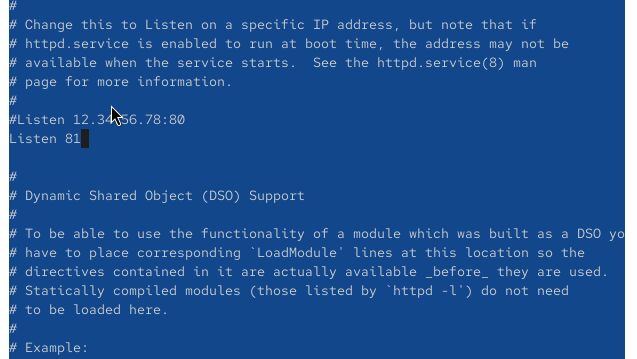 #
# Change this to Listen on a specific IP address, but note that if
# httpd.service is enabled to run at boot time, the address may not be
# available when the service starts.  See the httpd.service(8) man
# page for more information.
#
#Listen 12.34.56.78:80
Listen 81
#
# Dynamic Shared Object (DSO) Support
#
# To be able to use the functionality of a module which was built as a DSO yo
# have to place corresponding `LoadModule' lines at this location so the
# directives contained in it are actually available _before_ they are used.
# Statically compiled modules (those listed by `httpd -l') do not need
# to be loaded here.
#
# Example: